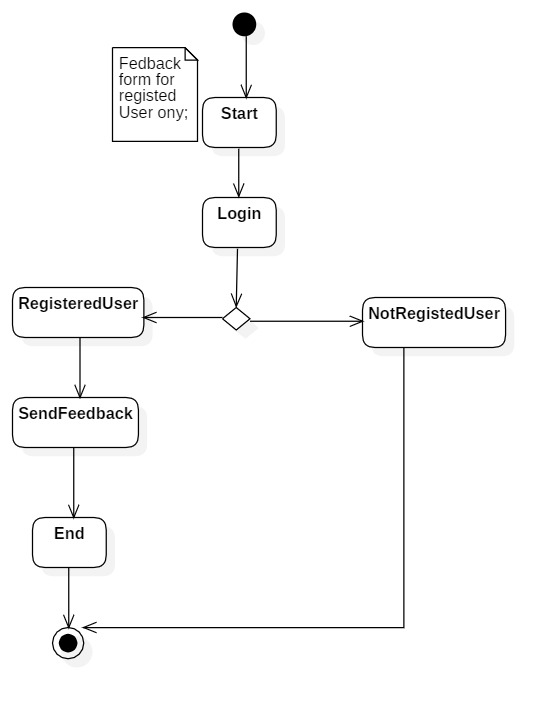 Fedback
form for
registed
User ony;
Start
Login
RegisteredUser
NotRegistedUser
SendFeedback
End